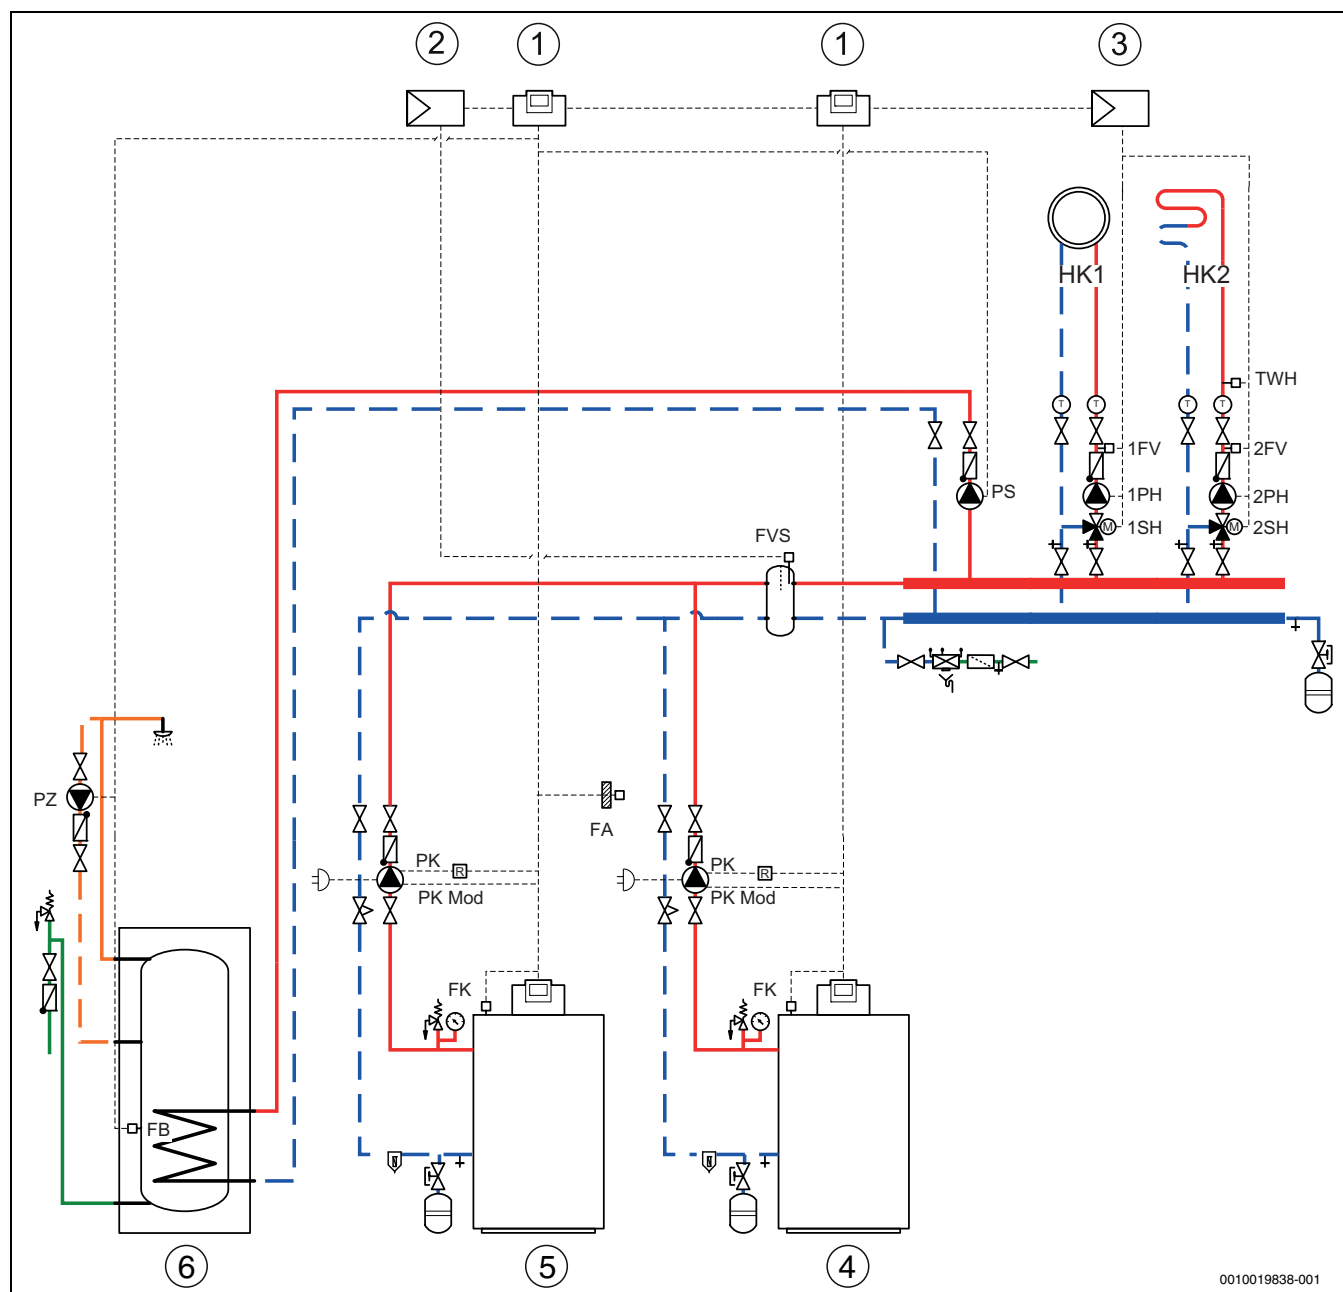 2 1 1 3
HK1 HK2
TWH
T T T T
1FV 2FV
PS 1PH 2PH
M 1SH M 2SH
FVS
PZ
FA
PK R PK R
PK Mod PK Mod
FK FK
FB
6 5 4
0010019838-001